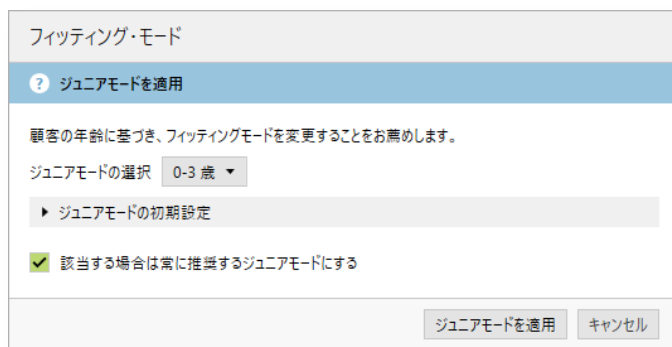 フィッティング・モード
? ジュニアモードを適用
顧客の年齢に基づき、フィッティングモードを変更することをお薦めします。
ジュニアモードの選択 0-3 歳
ジュニアモードの初期設定
該当する場合は常に推奨するジュニアモードにする
ジュニアモードを適用 キャンセル